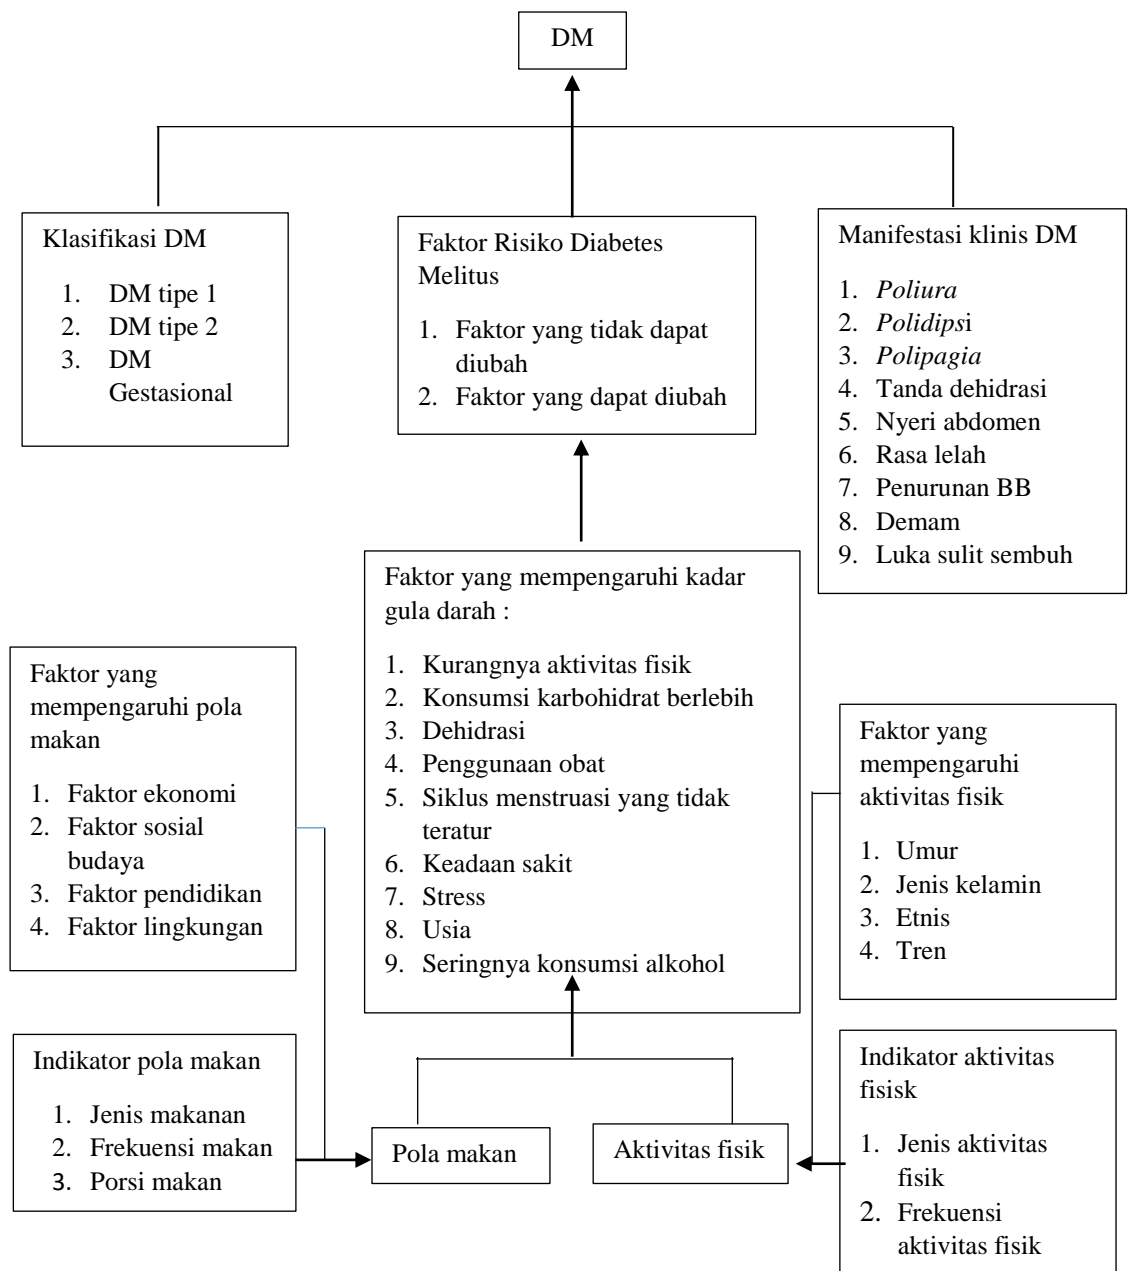 DM
Klasifikasi DM
1. DM tipe 1
2. DM tipe 2
3. DM
Gestasional
Faktor Risiko Diabetes
Melitus
1. Faktor yang tidak dapat
diubah
2. Faktor yang dapat diubah
Manifestasi klinis DM
1. Poliura
2. Polidipsi
3. Polipagia
4. Tanda dehidrasi
5. Nyeri abdomen
6. Rasa lelah
7. Penurunan BB
8. Demam
9. Luka sulit sembuh
Faktor yang mempengaruhi kadar
gula darah :
1. Kurangnya aktivitas fisik
2. Konsumsi karbohidrat berlebih
3. Dehidrasi
4. Penggunaan obat
5. Siklus menstruasi yang tidak
teratur
6. Keadaan sakit
7. Stress
8. Usia
9. Seringnya konsumsi alkohol
Faktor yang
mempengaruhi pola
makan
1. Faktor ekonomi
2. Faktor sosial
budaya
3. Faktor pendidikan
4. Faktor lingkungan
Faktor yang
mempengaruhi
aktivitas fisik
1. Umur
2. Jenis kelamin
3. Etnis
4. Tren
Indikator pola makan
1. Jenis makanan
2. Frekuensi makan
3. Porsi makan
Pola makan
Aktivitas fisik
Indikator aktivitas
fisisk
1. Jenis aktivitas
fisik
2. Frekuensi
aktivitas fisik